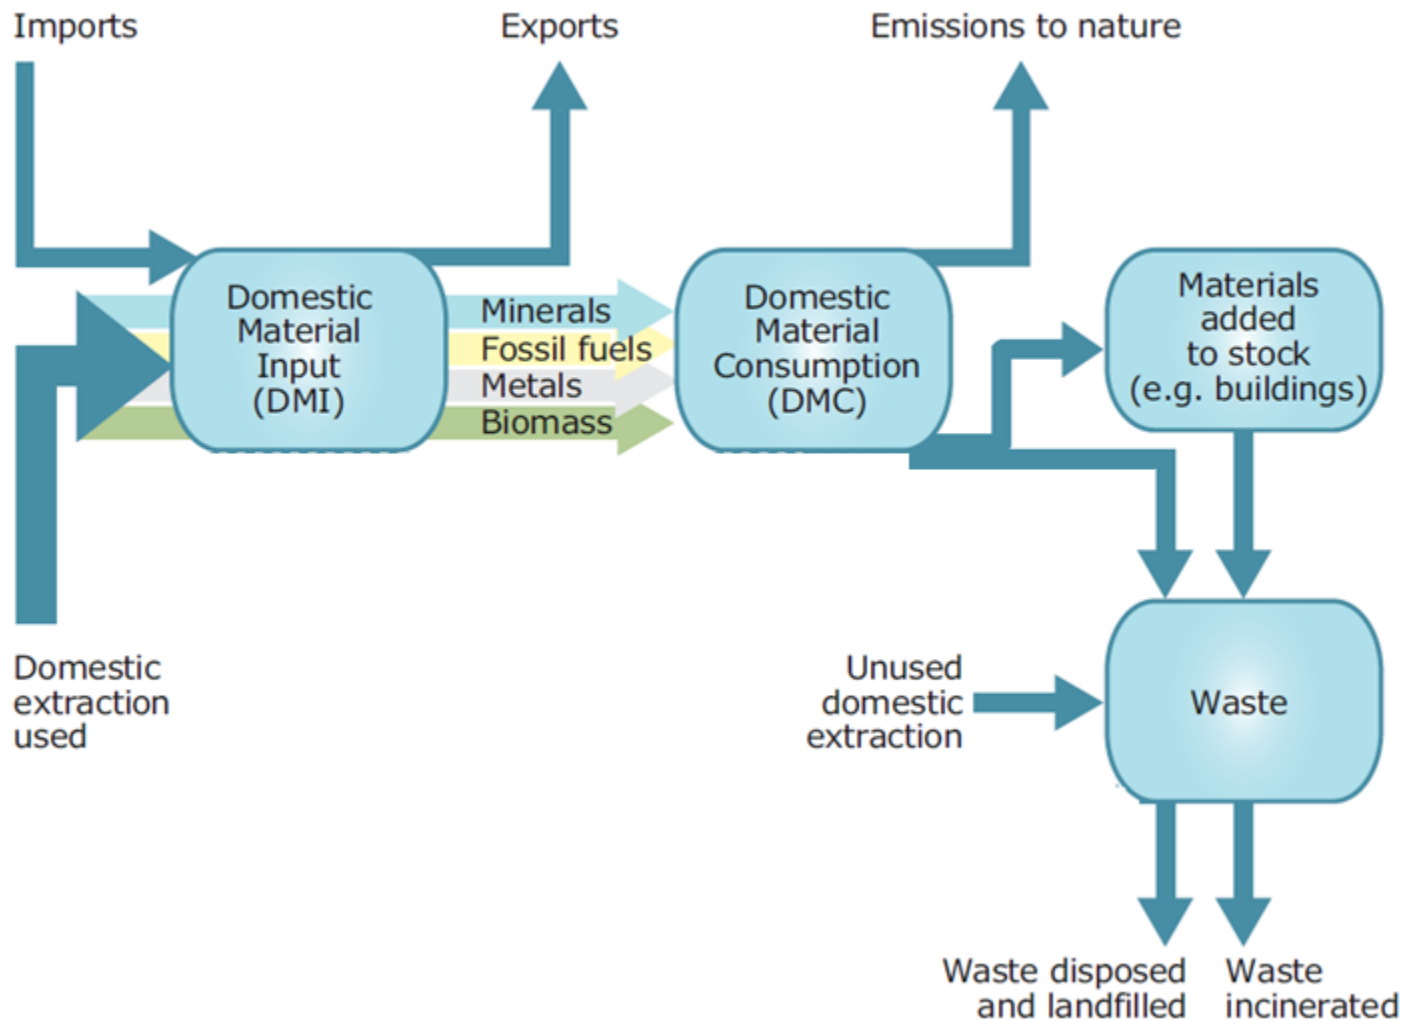 Imports
Exports
Emissions to nature
Domestic
Material
Input
(DMI)
Minerals
Fossil fuels
Metals
Biomass
Domestic
Material
Consumption
(DMC)
Materials
added
to stock
(e.g. buildings)
Domestic
extraction
used
Unused
domestic
extraction
Waste
Waste disposed
and landfilled
Waste
incinerated